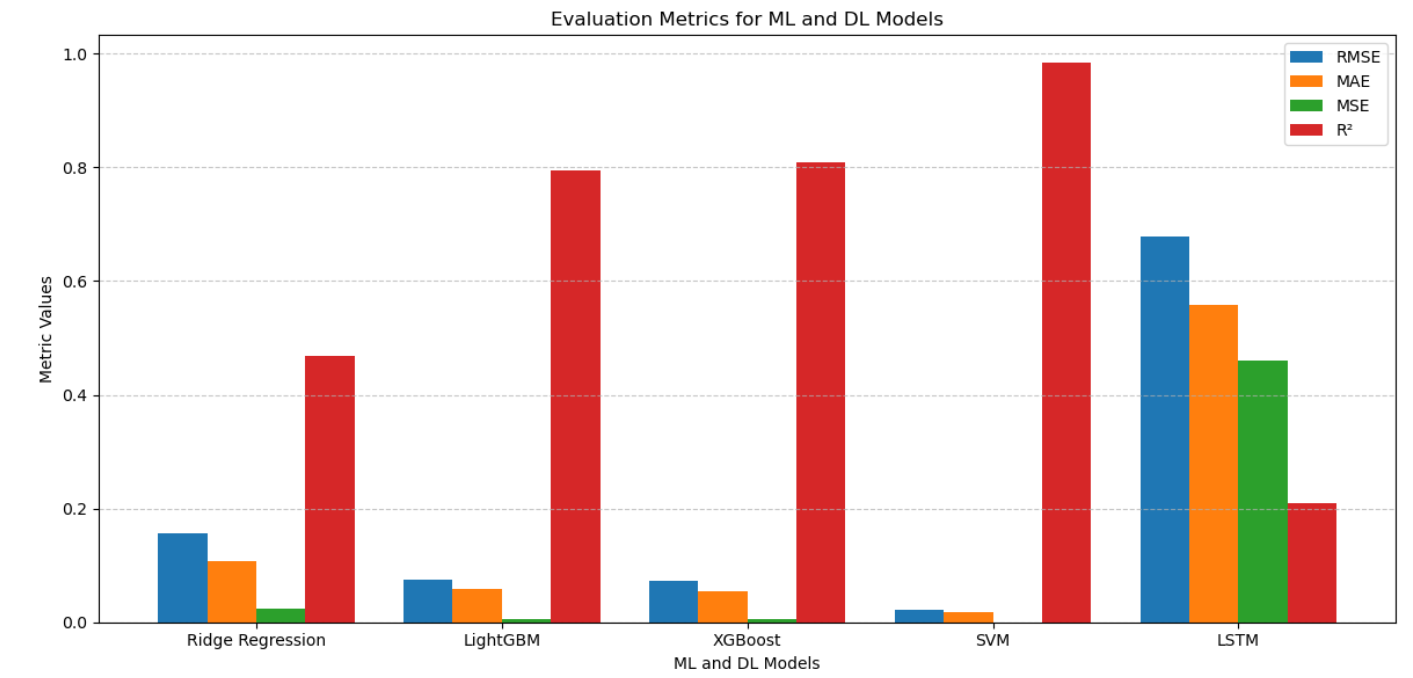 Evaluation Metrics for ML and DL Models
RMSE
MAE
MSE
R²
1.0
0.8
0.6
0.4
0.2
0.0
Metric Values
Ridge Regression LightGBM XGBoost SVM LSTM
ML and DL Models